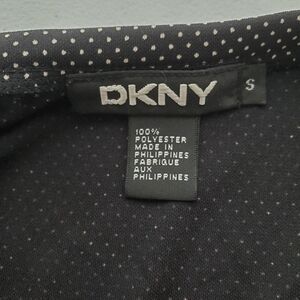 DKNY
S
100%
POLYESTER
MADE IN
PHILIPPINES
FABRIQUE
AUX
PHILIPPINES